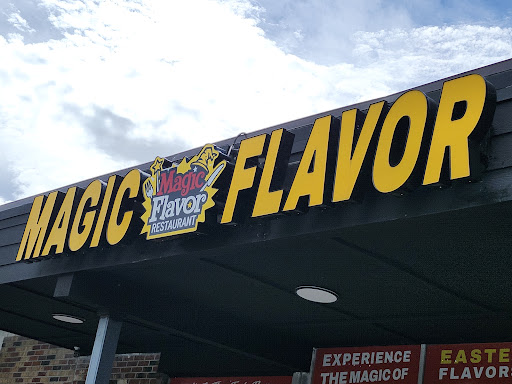 MAGIC FLAVOR
Magic
Flavor
RESTAURANT
EXPERIENCE
THE MAGIC OF
EASTE
FLAVORS